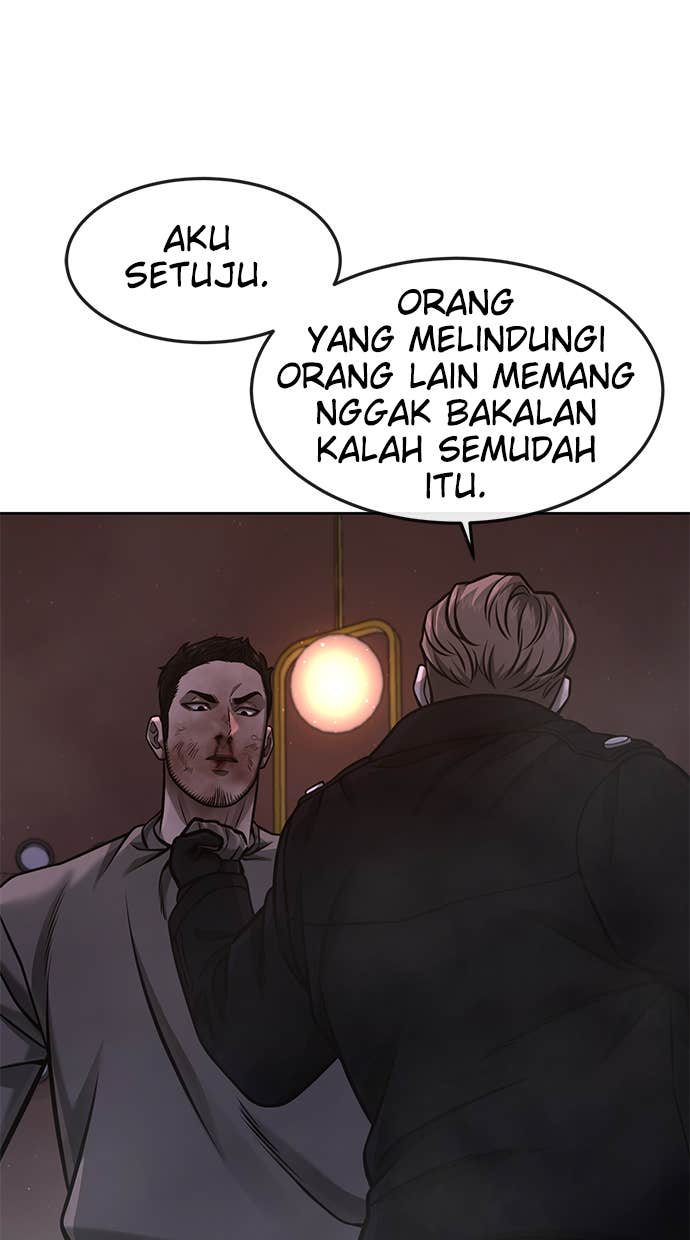 AKU
SETUJU.
ORANG
YANG MELINDUNGI
ORANG LAIN MEMANG
NGGAK BAKALAN
KALAH SEMUDAH
ITU.